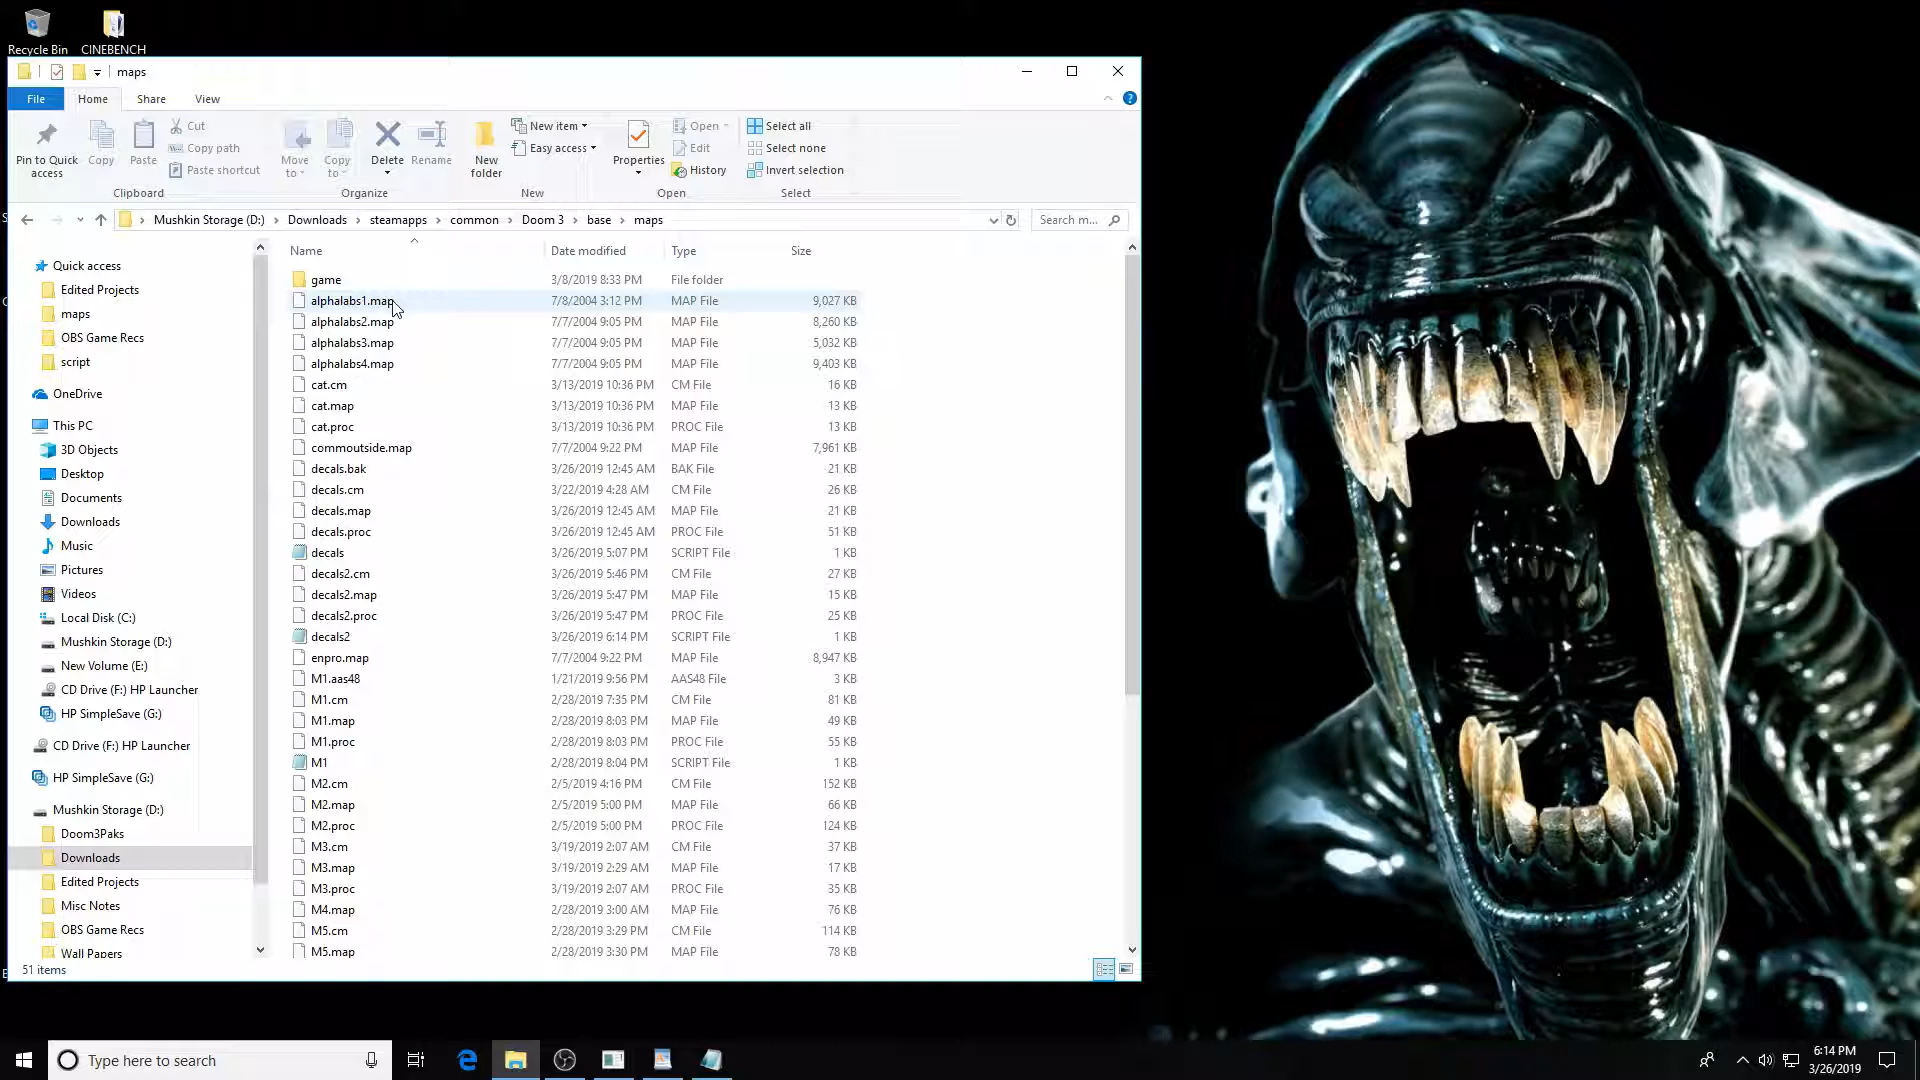 Recycle Bin
CINEBENCH
maps
File
Home
Share
View
Pin to Quick access
Copy
Paste
Cut
Copy path
Paste shortcut
Clipboard
Move to
Copy to
Delete
Rename
Organize
New folder
New item
Easy access
New
Properties
Open
Edit
History
Open
Select all
Select none
Invert selection
Select
Mushkin Storage (D:)
Downloads
steamapps
common
Doom 3
base
maps
Search m...
Quick access
Edited Projects
maps
OBS Game Recs
script
OneDrive
This PC
3D Objects
Desktop
Documents
Downloads
Music
Pictures
Videos
Local Disk (C:)
Mushkin Storage (D:)
New Volume (E:)
CD Drive (F:) HP Launcher
HP SimpleSave (G:)
CD Drive (F:) HP Launcher
HP SimpleSave (G:)
Mushkin Storage (D:)
Doom3Paks
Downloads
Edited Projects
Misc Notes
OBS Game Recs
Wall Papers
Name Date modified Type Size
game 3/8/2019 8:33 PM File folder
alphalabs1.map 7/8/2004 3:12 PM MAP File 9,027 KB
alphalabs2.map 7/7/2004 9:05 PM MAP File 8,260 KB
alphalabs3.map 7/7/2004 9:05 PM MAP File 5,032 KB
alphalabs4.map 7/7/2004 9:05 PM MAP File 9,403 KB
cat.cm 3/13/2019 10:36 PM CM File 16 KB
cat.map 3/13/2019 10:36 PM MAP File 13 KB
cat.proc 3/13/2019 10:36 PM PROC File 13 KB
commoutside.map 7/7/2004 9:22 PM MAP File 7,961 KB
decals.bak 3/26/2019 12:45 AM BAK File 21 KB
decals.cm 3/22/2019 4:28 AM CM File 26 KB
decals.map 3/26/2019 12:45 AM MAP File 21 KB
decals.proc 3/26/2019 12:45 AM PROC File 51 KB
decals 3/26/2019 5:07 PM SCRIPT File 1 KB
decals2.cm 3/26/2019 5:46 PM CM File 27 KB
decals2.map 3/26/2019 5:47 PM MAP File 15 KB
decals2.proc 3/26/2019 5:47 PM PROC File 25 KB
decals2 3/26/2019 6:14 PM SCRIPT File 1 KB
enpro.map 7/7/2004 9:22 PM MAP File 8,947 KB
M1.aas48 1/21/2019 9:56 PM AAS48 File 3 KB
M1.cm 2/28/2019 7:35 PM CM File 81 KB
M1.map 2/28/2019 8:03 PM MAP File 49 KB
M1.proc 2/28/2019 8:03 PM PROC File 55 KB
M1 2/28/2019 8:04 PM SCRIPT File 1 KB
M2.cm 2/5/2019 4:16 PM CM File 152 KB
M2.map 2/5/2019 5:00 PM MAP File 66 KB
M2.proc 2/5/2019 5:00 PM PROC File 124 KB
M3.cm 3/19/2019 2:07 AM CM File 37 KB
M3.map 3/19/2019 2:29 AM MAP File 17 KB
M3.proc 3/19/2019 2:07 AM PROC File 35 KB
M4.map 2/28/2019 3:00 AM MAP File 76 KB
M5.cm 2/28/2019 3:29 PM CM File 114 KB
M5.map 2/28/2019 3:30 PM MAP File 78 KB
51 items
Type here to search
6:14 PM
3/26/2019